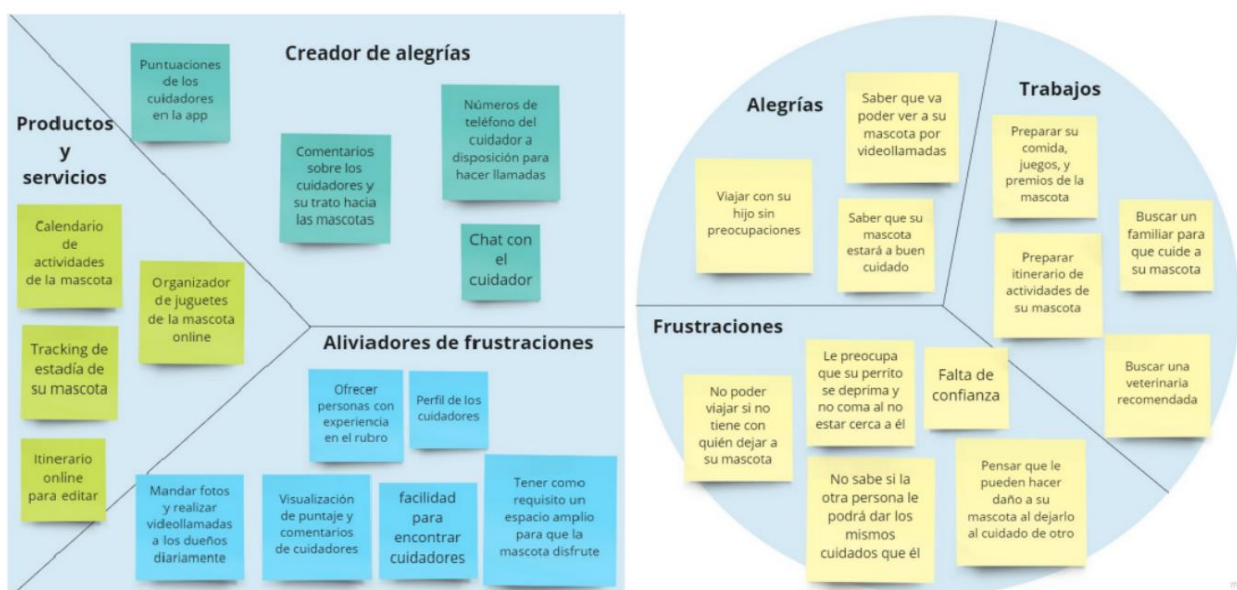 Creador de alegrías
Puntuaciones
de los
cuidadores
en la app
Números de
teléfono del
cuidador a
disposición para
hacer llamadas
Comentarios
sobre los
cuidadores y
su trato hacia
las mascotas
Chat con
el
cuidador
Productos
y
servicios
Calendario
de
actividades
de la mascota
Organizador
de juguetes
de la mascota
online
Tracking de
estadía de
su mascota
Itinerario
online
para editar
Aliviadores de frustraciones
Ofrecer
personas con
experiencia
en el rubro
Perfil de los
cuidadores
Mandar fotos
y realizar
videollamadas
a los dueños
diariamente
Visualización
de puntaje y
comentarios
de cuidadores
facilidad
para
encontrar
cuidadores
Tener como
requisito un
espacio amplio
para que la
mascota disfrute
Alegrías
Saber que va
poder ver a su
mascota por
videollamadas
Viajar con su
hijo sin
preocupaciones
Saber que su
mascota
estará a buen
cuidado
Trabajos
Preparar su
comida,
juegos, y
premios de la
mascota
Buscar un
familiar para
que cuide a
su mascota
Preparar
itinerario de
actividades de
su mascota
Buscar una
veterinaria
recomendada
Frustraciones
No poder
viajar si no
tiene con
quién dejar a
su mascota
Le preocupa
que su perrito
se deprima y
no coma al no
estar cerca a él
Falta de
confianza
No sabe si la
otra persona le
podrá dar los
mismos
cuidados que él
Pensar que le
pueden hacer
daño a su
mascota al dejarlo
al cuidado de otro